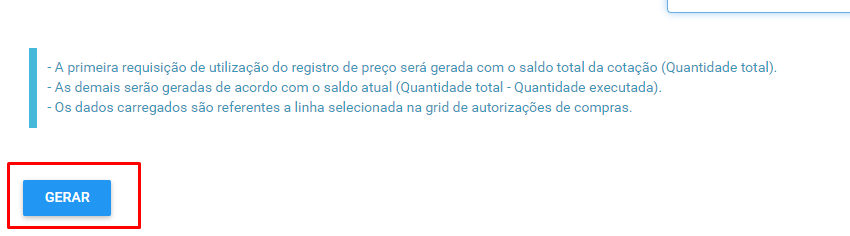 - A primeira requisição de utilização do registro de preço será gerada com o saldo total da cotação (Quantidade total).
- As demais serão geradas de acordo com o saldo atual (Quantidade total - Quantidade executada).
- Os dados carregados são referentes a linha selecionada na grid de autorizações de compras.
GERAR